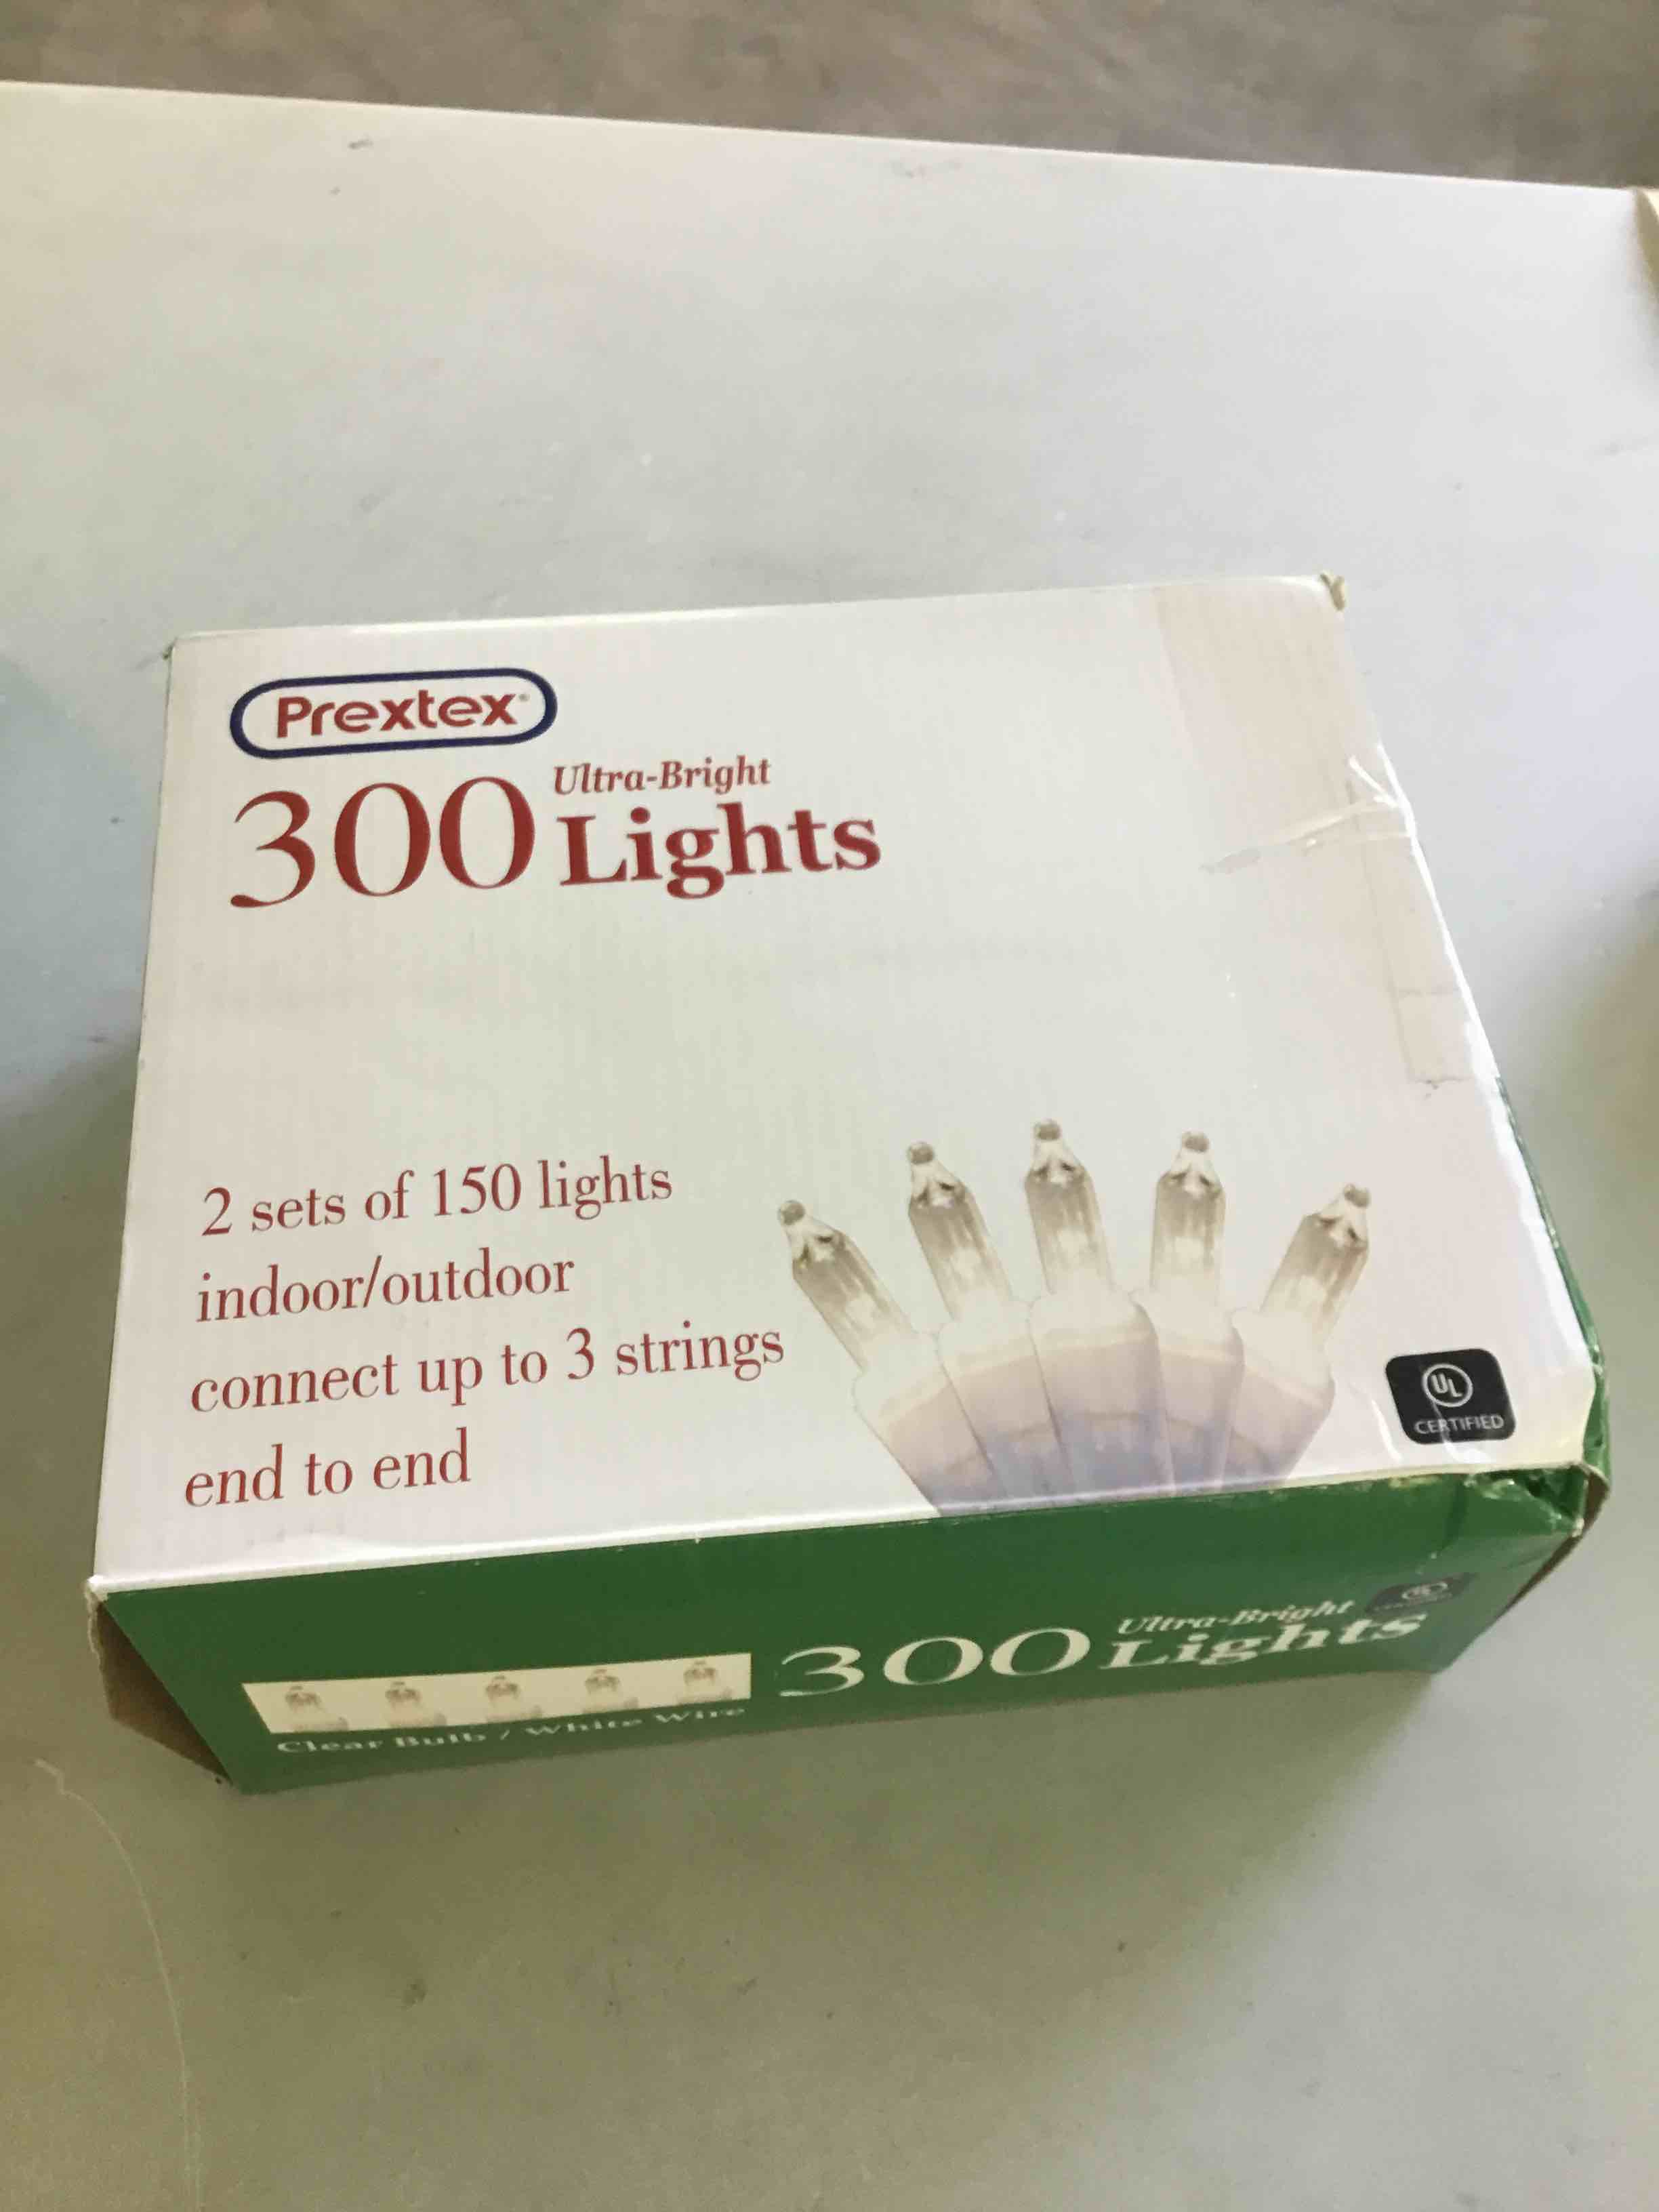 Prextex®
300 Ultra-Bright
Lights
2 sets of 150 lights
indoor/outdoor
connect up to 3 strings
end to end
UL
CERTIFIED
Clear Bulb / White Wire
300 Ultra-Bright
Lights